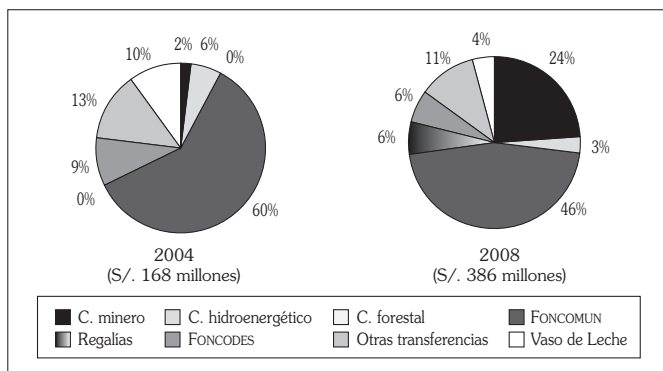 10% 2% 6% 0%
13%
9%
0%
60%
2004
(S/. 168 millones)
4%
11% 24%
6%
6% 3%
46%
2008
(S/. 386 millones)
C. minero C. hidroenergético C. forestal FONCOMUN
Regalías FONCODES Otras transferencias Vaso de Leche